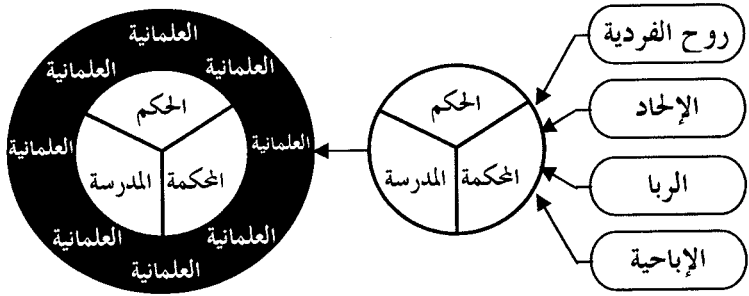 روح الفردية
الإلحاد
الربا
الإباحية
الحكم
المحكمة
المدرسة
العلمانية
العلمانية
العلمانية
العلمانية
العلمانية
العلمانية
العلمانية
العلمانية
الحكم
المحكمة
المدرسة